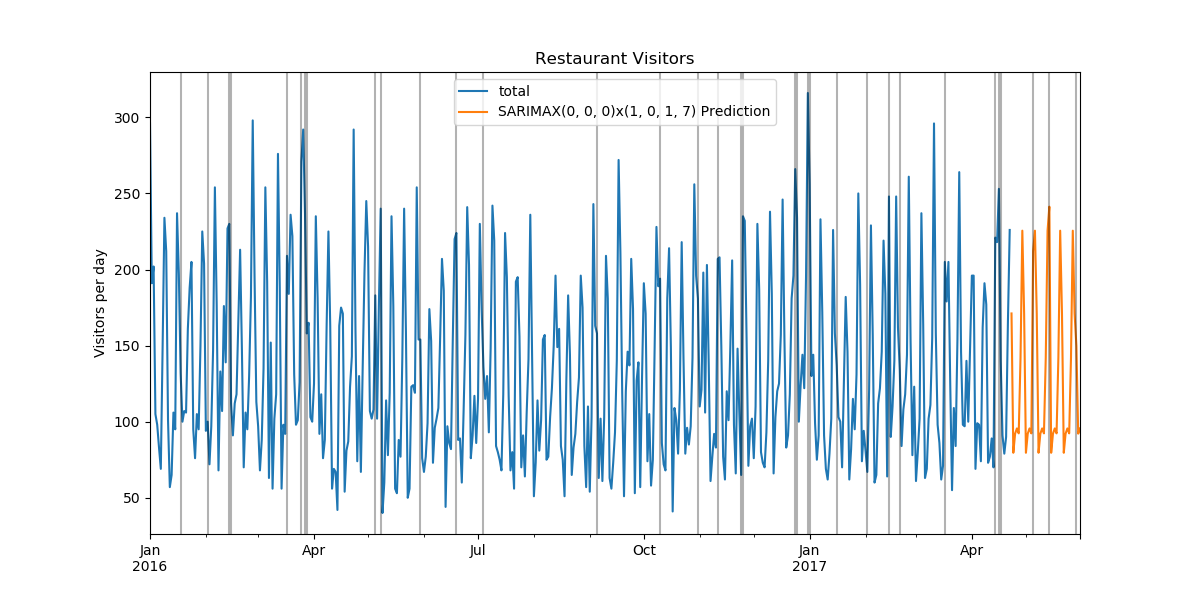 Restaurant Visitors
total
SARIMAX(0, 0, 0)x(1, 0, 1, 7) Prediction
Visitors per day
300
250
200
150
100
50
Jan Apr Jul Oct Jan Apr
2016 2017